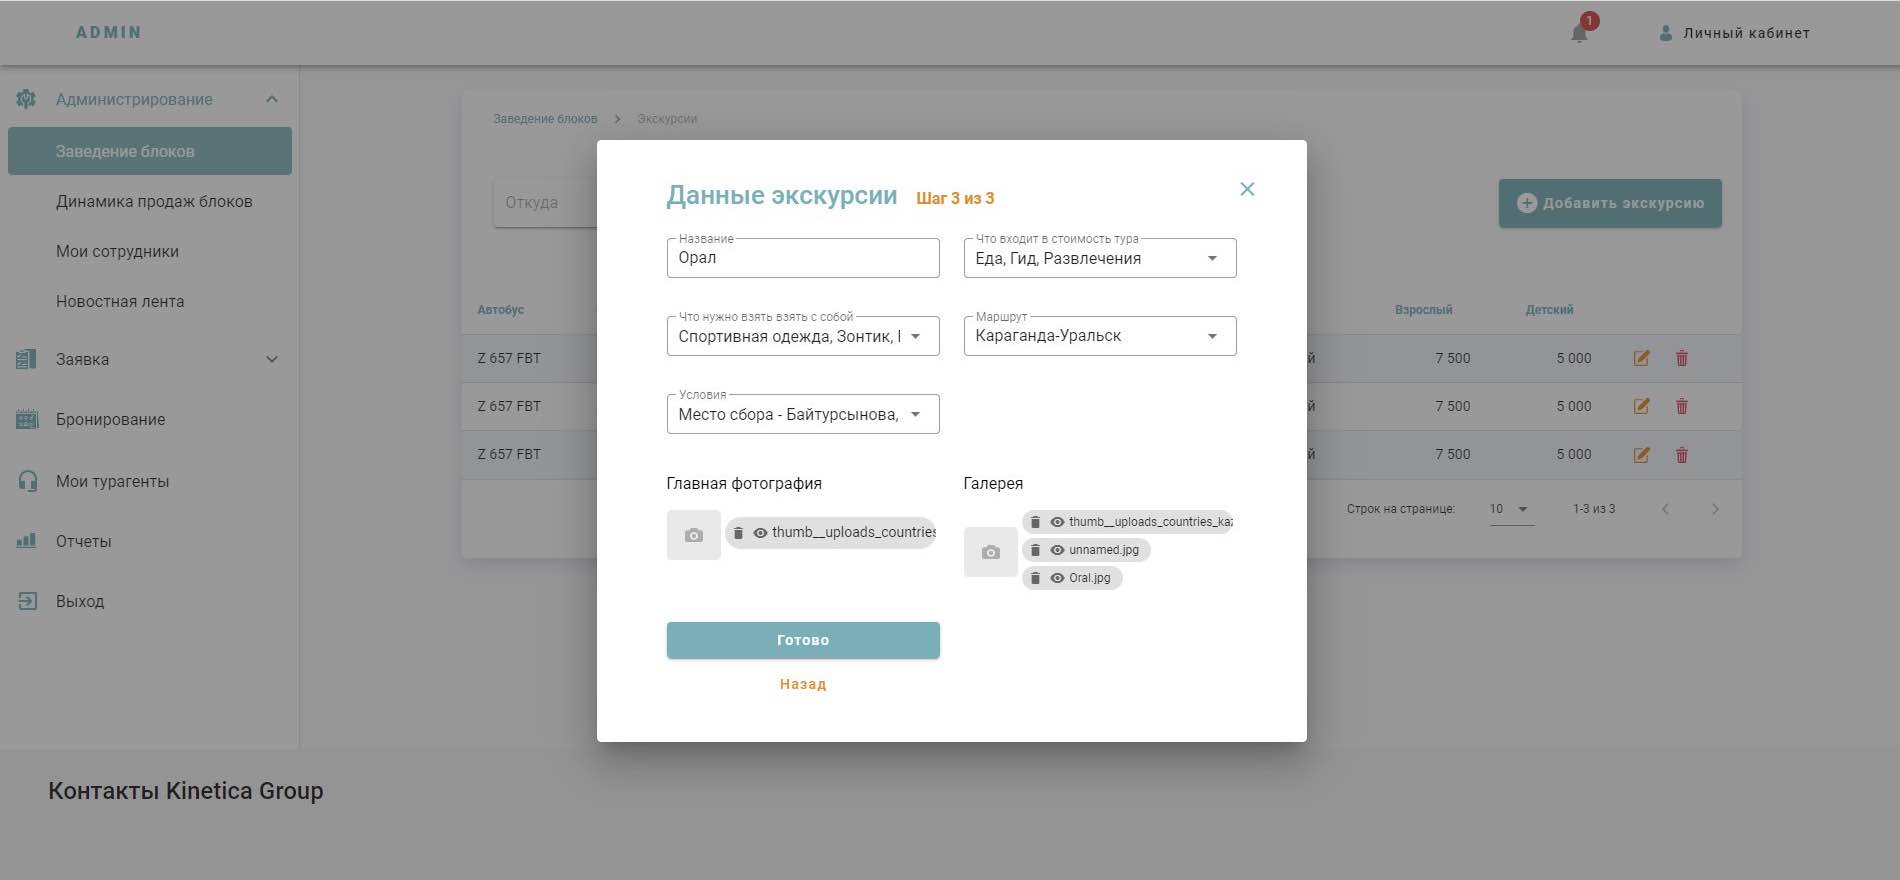 ADMIN
1
Личный кабинет
Администрирование
Заведение блоков
Динамика продаж блоков
Мои сотрудники
Новостная лента
Заявка
Бронирование
Мои турагенты
Отчеты
Выход
Заведение блоков > Экскурсии
Откуда
Добавить экскурсию
Автобус
Взрослый
Детский
Z 657 FBT
й
7 500
5 000
Z 657 FBT
й
7 500
5 000
Z 657 FBT
й
7 500
5 000
Строк на странице:
10
1-3 из 3
Данные экскурсии
Шаг 3 из 3
Название
Орал
Что входит в стоимость тура
Еда, Гид, Развлечения
Что нужно взять взять с собой
Спортивная одежда, Зонтик,
Маршрут
Караганда-Уральск
Условия
Место сбора - Байтурсынова,
Главная фотография
thumb__uploads_countries
Галерея
thumb__uploads_countries_kaz
unnamed.jpg
Oral.jpg
Готово
Назад
Контакты Kinetica Group